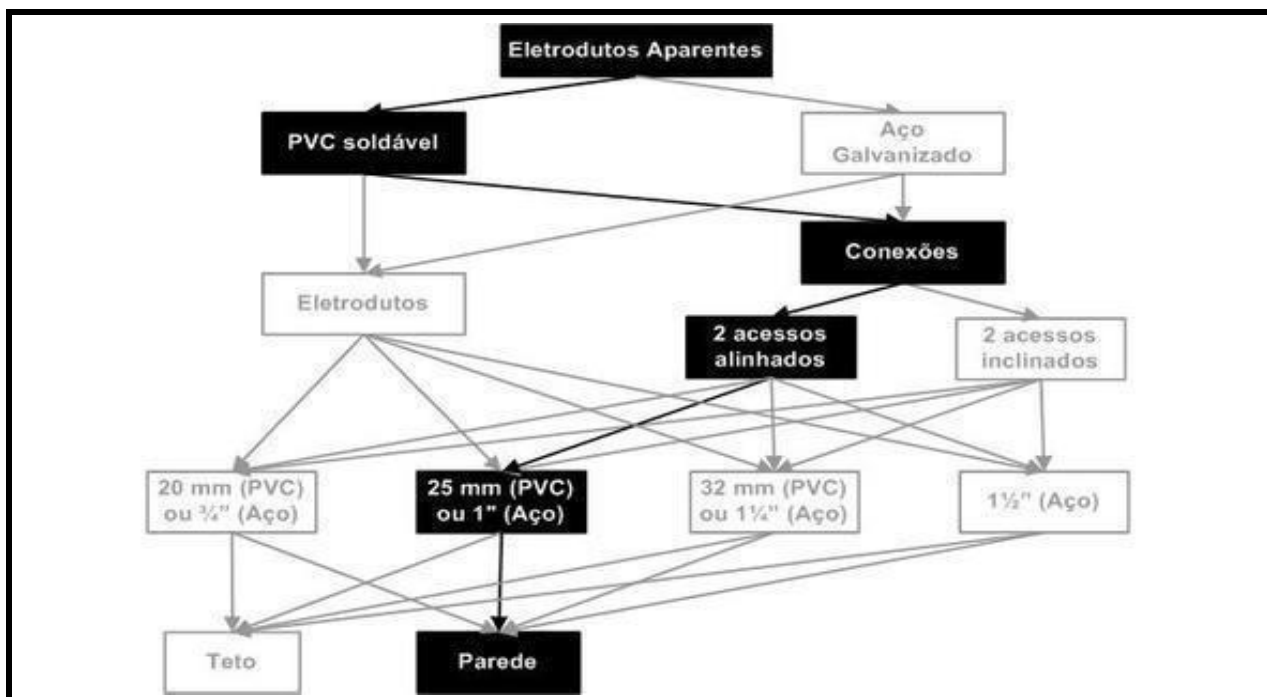 Eletrodutos Aparentes
PVC soldável
Aço
Galvanizado
Conexões
Eletrodutos
2 acessos
alinhados
2 acessos
inclinados
20 mm (PVC)
ou ¾” (Aço)
25 mm (PVC)
ou 1” (Aço)
32 mm (PVC)
ou 1¼” (Aço)
1½” (Aço)
Teto
Parede